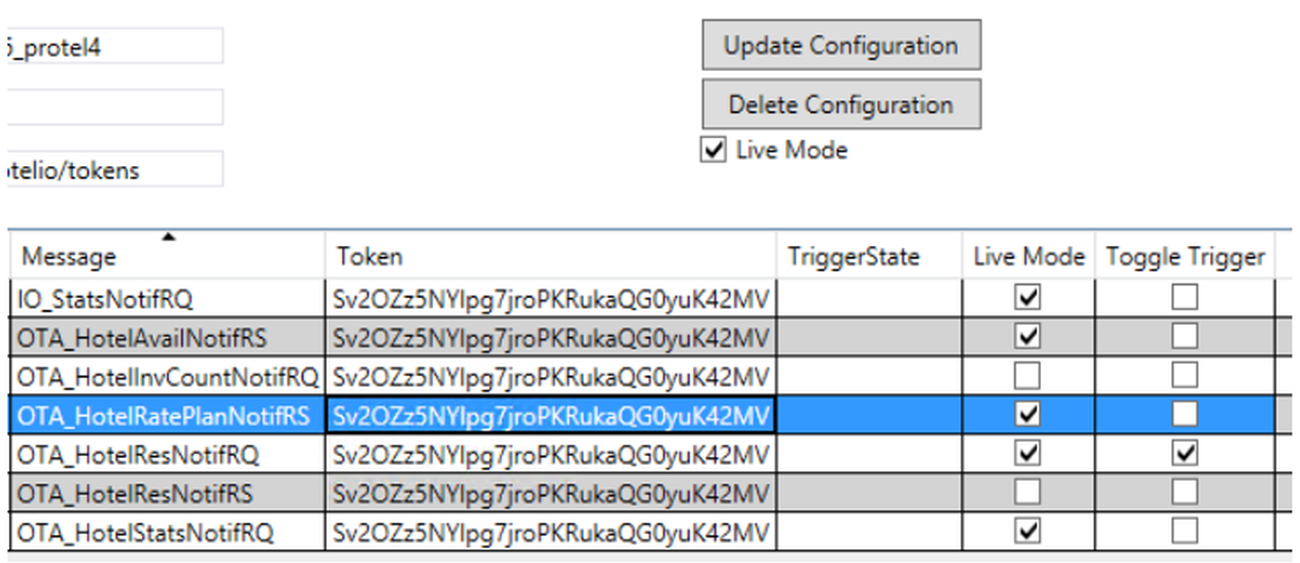 5_protel4
Update Configuration
Delete Configuration
Live Mode
otelio/tokens
Message Token TriggerState Live Mode Toggle Trigger
IO_StatsNotifRQ Sv2OZz5NYlpg7jroPKRukaQG0yuK42MV
OTA_HotelAvailNotifRS Sv2OZz5NYlpg7jroPKRukaQG0yuK42MV
OTA_HotelInvCountNotifRQ Sv2OZz5NYlpg7jroPKRukaQG0yuK42MV
OTA_HotelRatePlanNotifRS Sv2OZz5NYlpg7jroPKRukaQG0yuK42MV
OTA_HotelResNotifRQ Sv2OZz5NYlpg7jroPKRukaQG0yuK42MV
OTA_HotelResNotifRS Sv2OZz5NYlpg7jroPKRukaQG0yuK42MV
OTA_HotelStatsNotifRQ Sv2OZz5NYlpg7jroPKRukaQG0yuK42MV